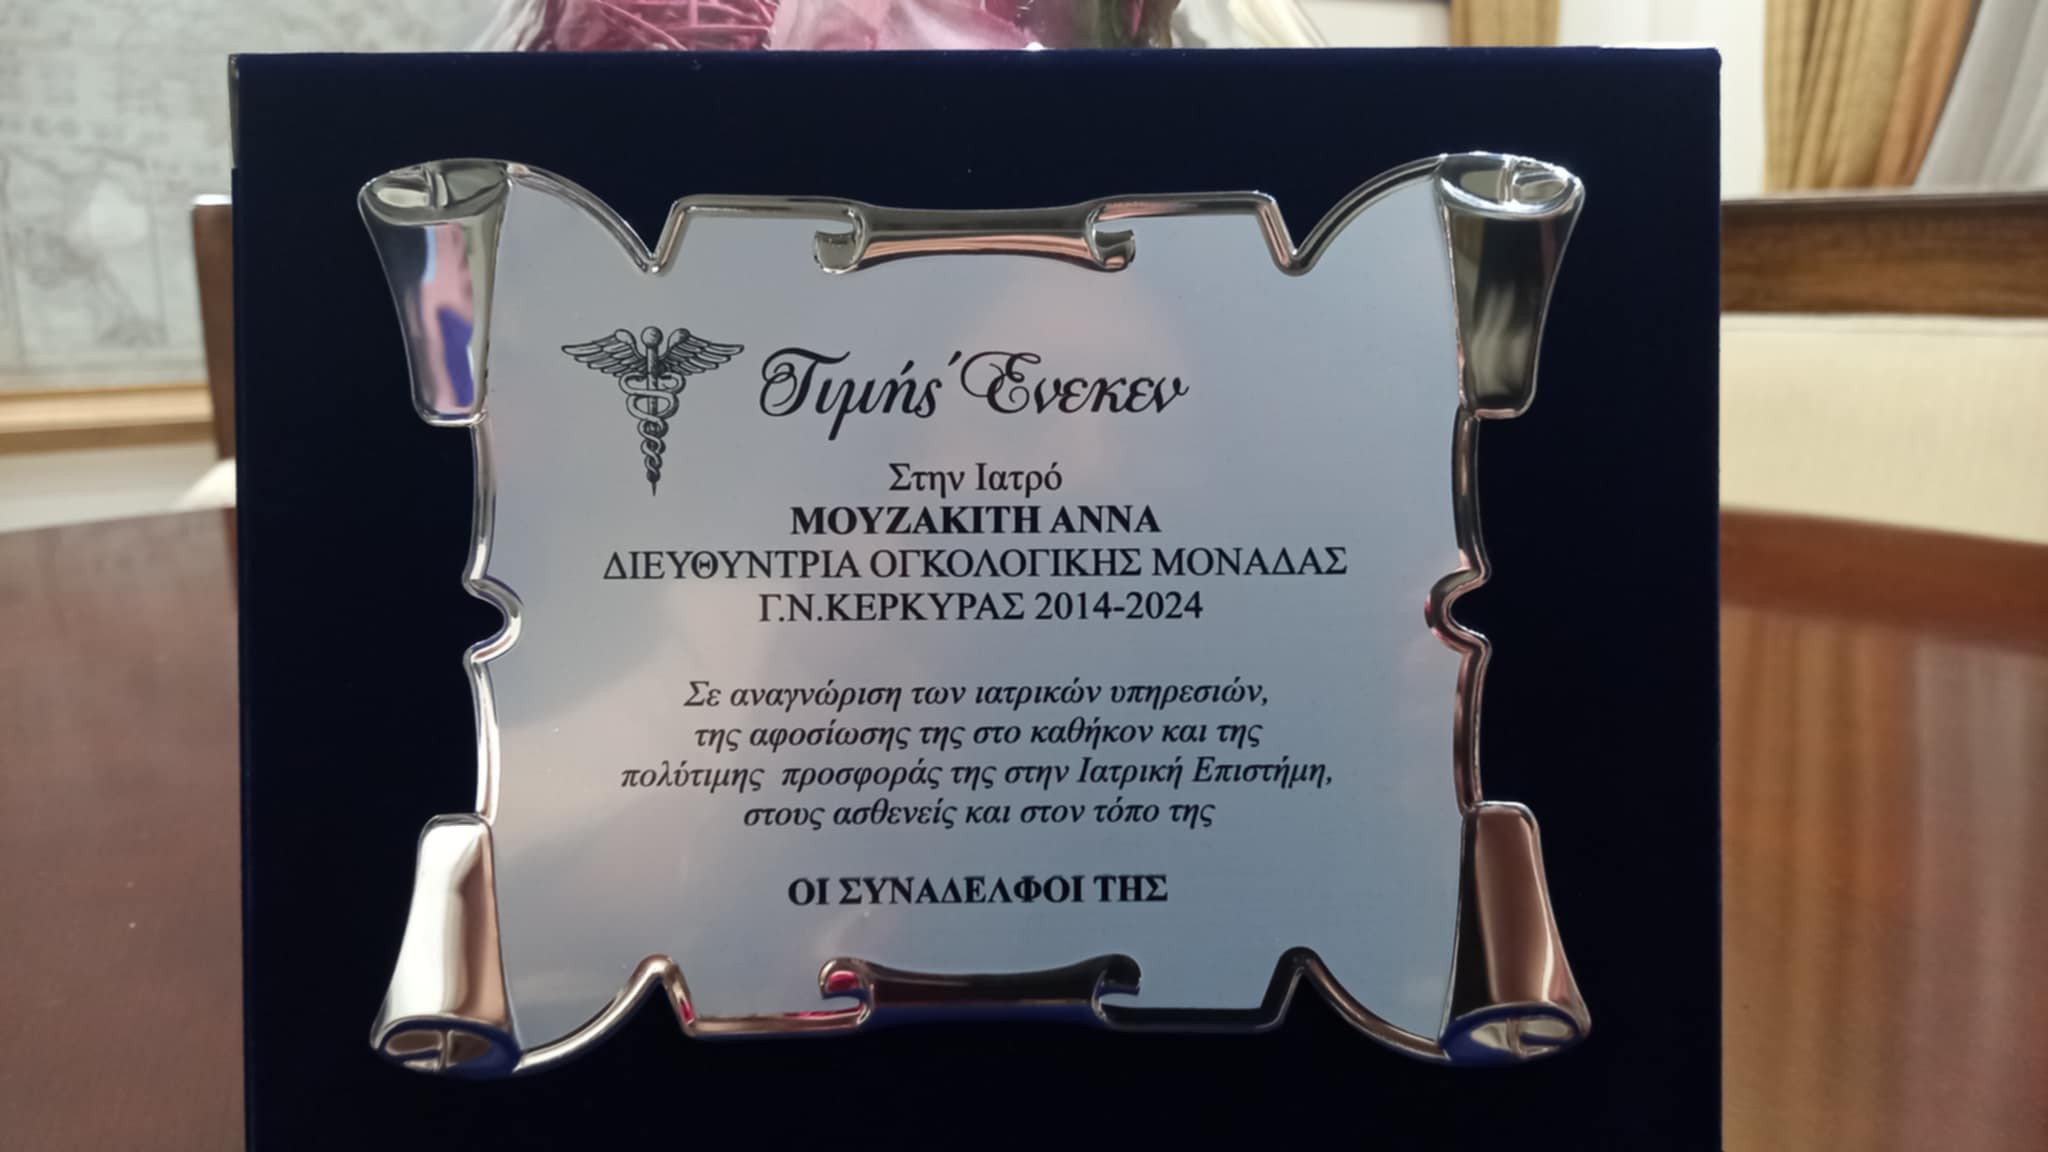 Τιμής Ένεκεν
Στην Ιατρό
ΜΟΥΖΑΚΙΤΗ ΑΝΝΑ
ΔΙΕΥΘΥΝΤΡΙΑ ΟΓΚΟΛΟΓΙΚΗΣ ΜΟΝΑΔΑΣ
Γ.Ν.ΚΕΡΚΥΡΑΣ 2014-2024
Σε αναγνώριση των ιατρικών υπηρεσιών,
της αφοσίωσης της στο καθήκον και της
πολύτιμης προσφοράς της στην Ιατρική Επιστήμη,
στους ασθενείς και στον τόπο της
ΟΙ ΣΥΝΑΔΕΛΦΟΙ ΤΗΣ